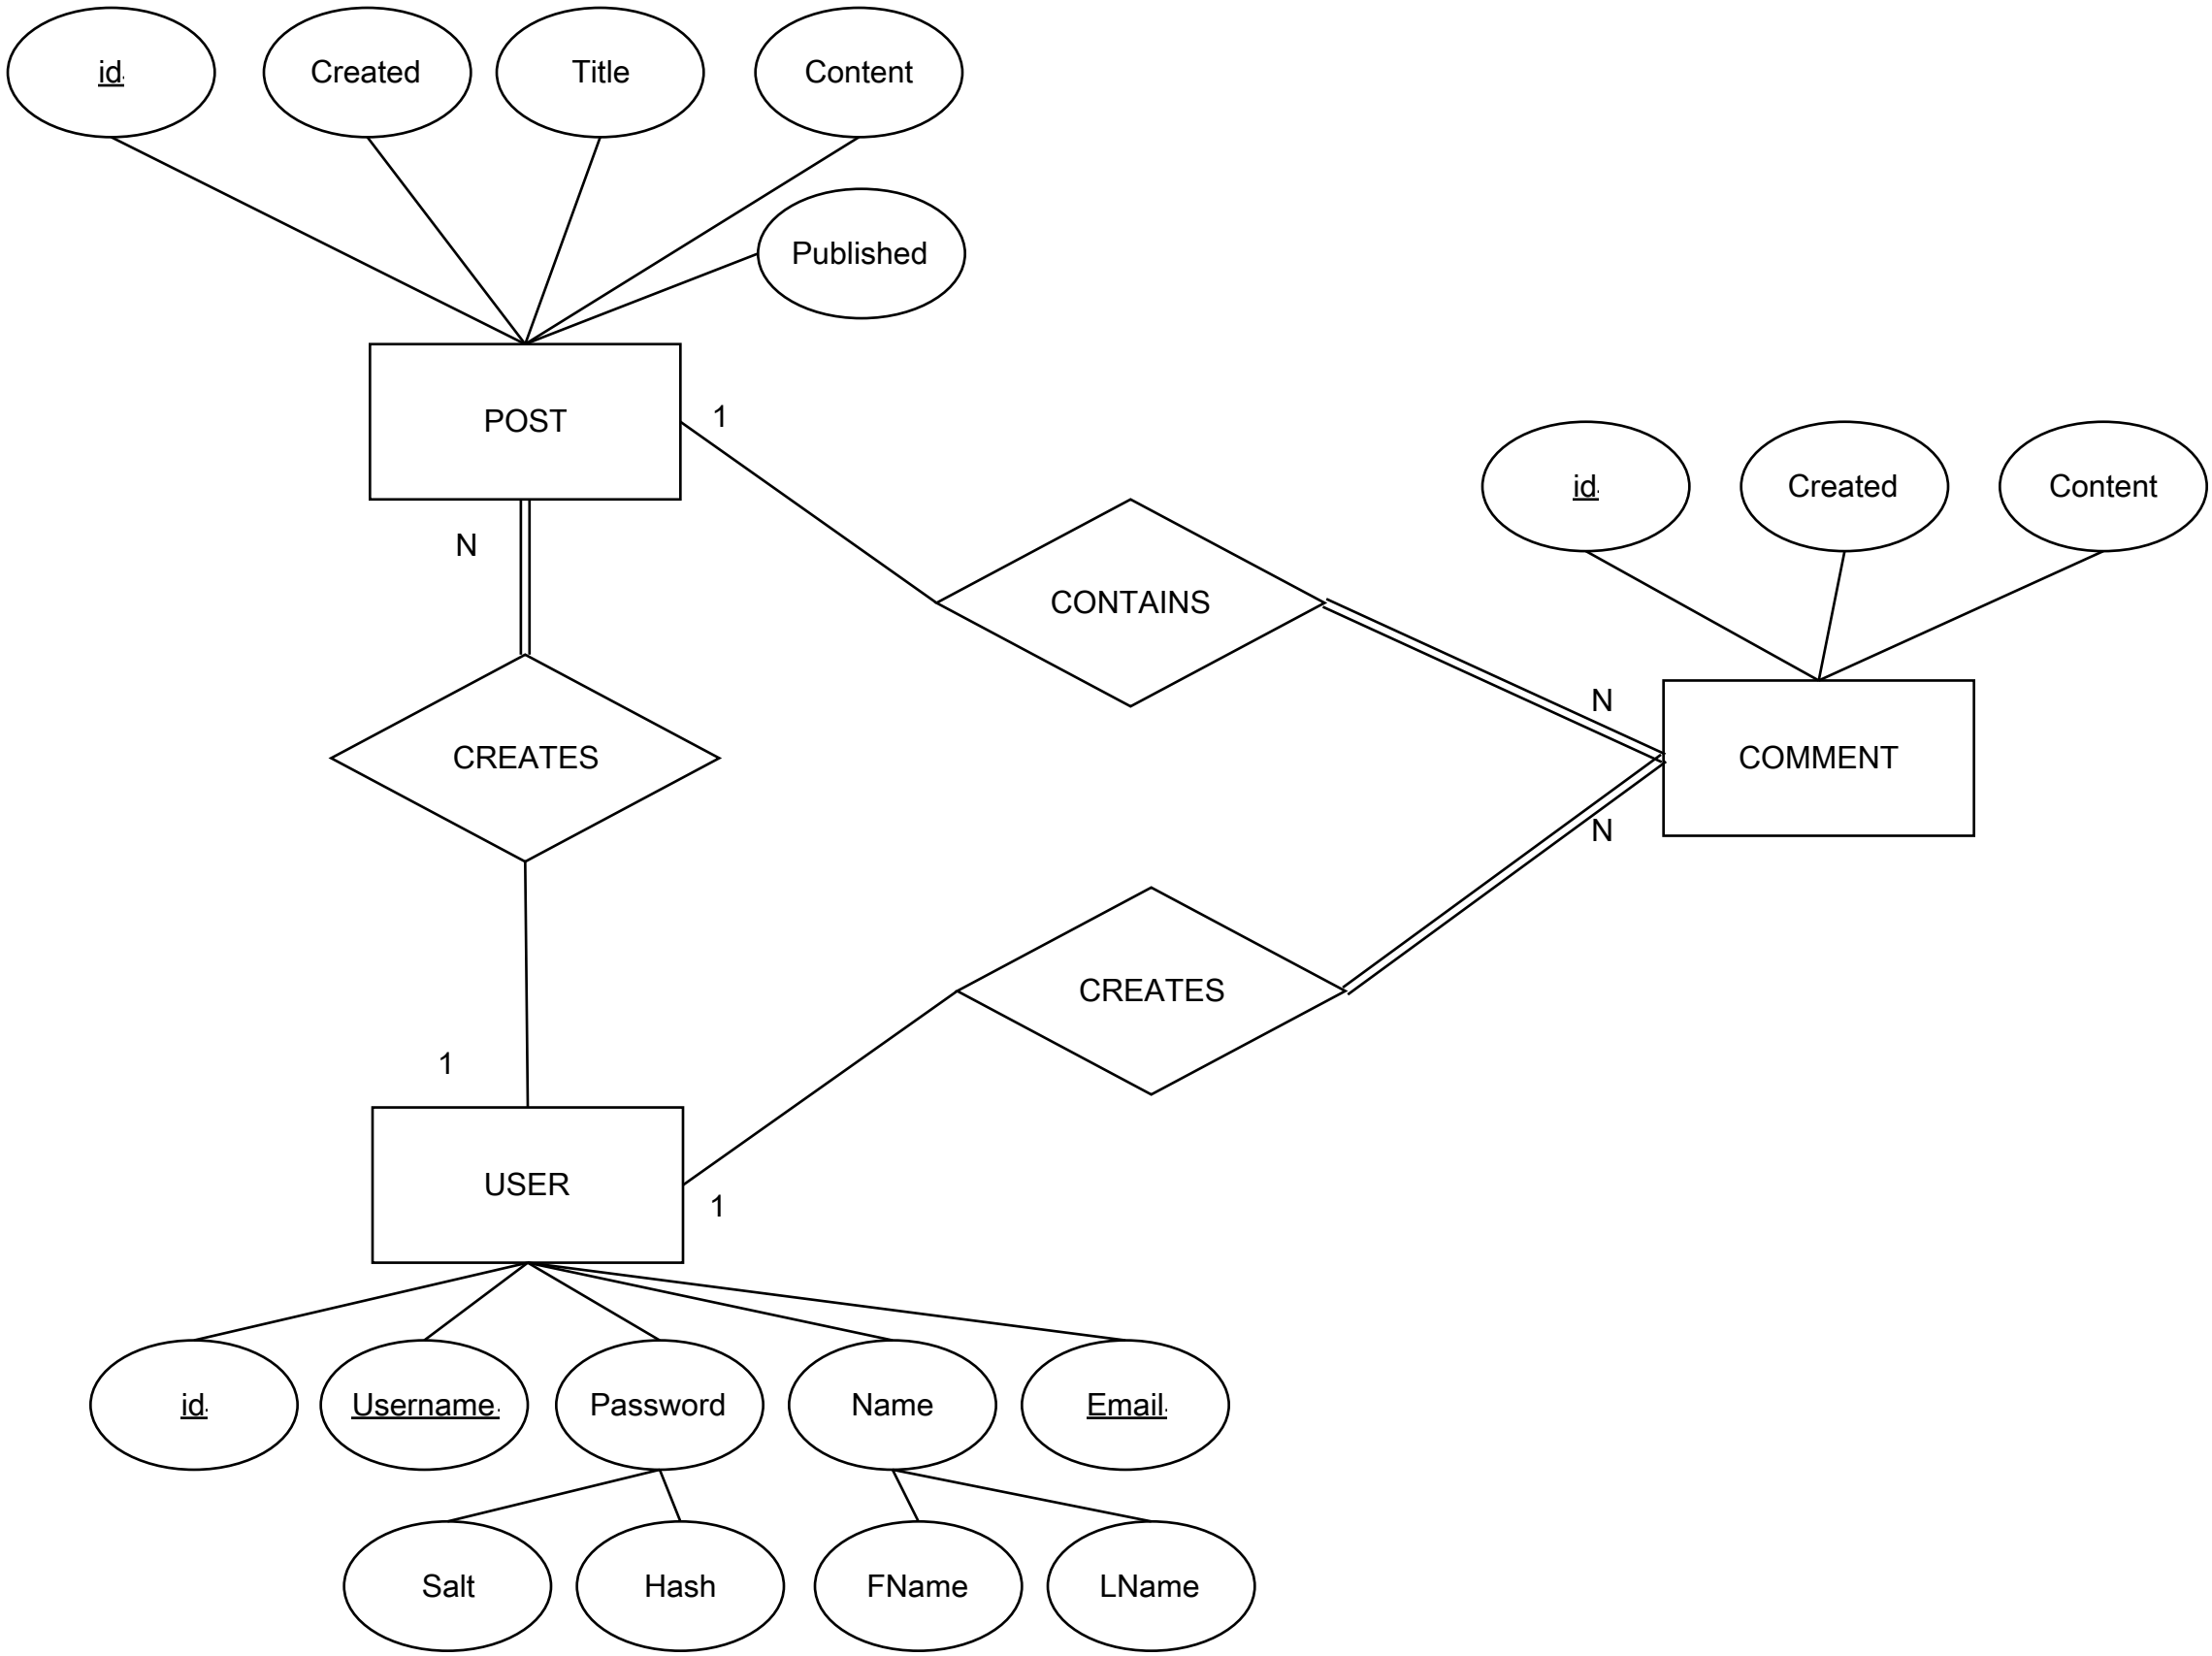 id
Created
Title
Content
Published
POST
1
id
Created
Content
N
CONTAINS
N
CREATES
COMMENT
N
CREATES
1
USER
1
id
Username
Password
Name
Email
Salt
Hash
FName
LName